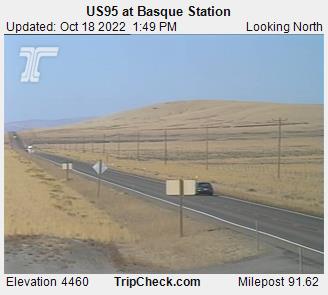 US95 at Basque Station
Updated: Oct 18 2022 1:49 PM Looking North
Elevation 4460 TripCheck.com Milepost 91.62